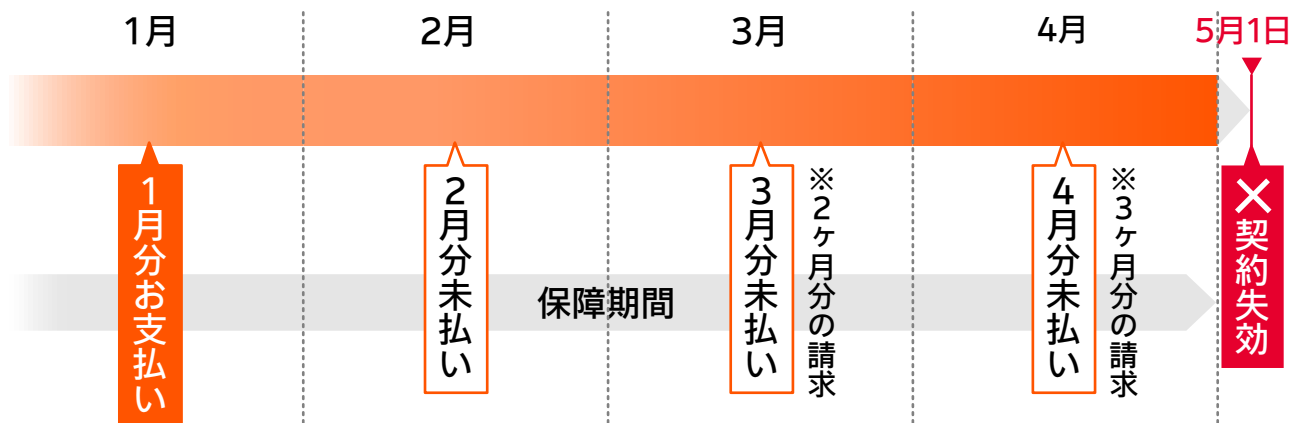 1月
2月
3月
4月
5月1日
1月分お支払い
2月分未払い
3月分未払い
※2ヶ月分の請求
4月分未払い
※3ヶ月分の請求
×契約失効
保障期間